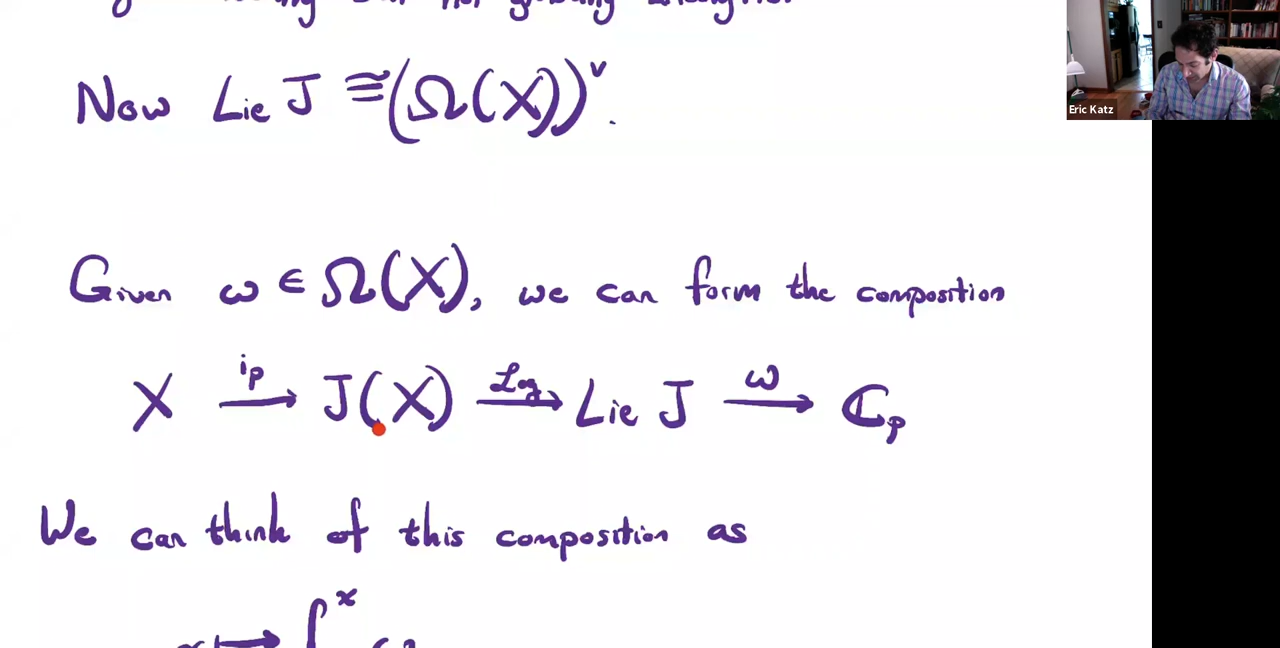 Now Lie J ≅ (Ω(X))ᵛ.
Eric Katz
Given ω ∈ Ω(X), we can form the composition
X —i_p→ J(X) —Log→ Lie J —ω→ ℂ_p
We can think of this composition as
x ↦ ∫^x ω